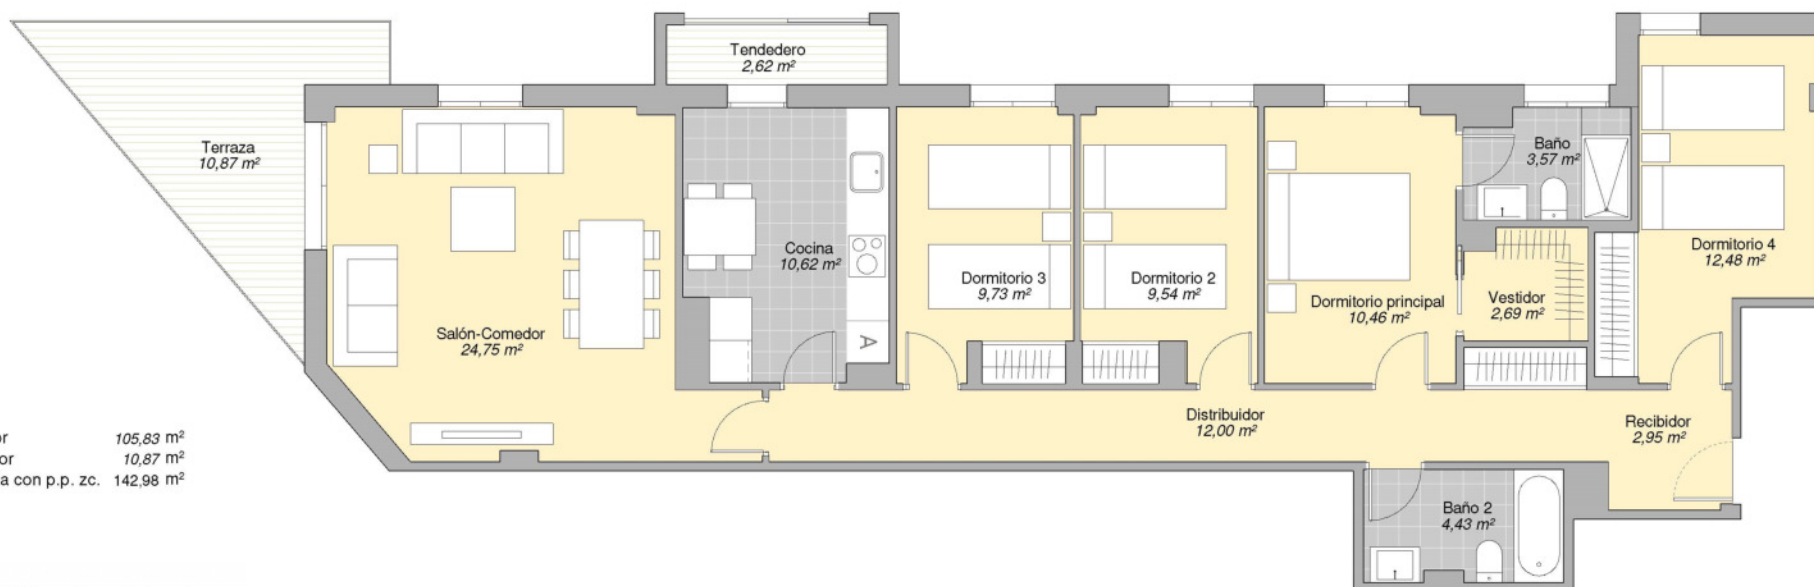 Tendedero
2,62 m²
Terraza
10,87 m²
Baño
3,57 m²
Cocina
10,62 m²
Dormitorio 4
12,48 m²
Dormitorio 3
9,73 m²
Dormitorio 2
9,54 m²
Dormitorio principal
10,46 m²
Vestidor
2,69 m²
Salón-Comedor
24,75 m²
A
Distribuidor
12,00 m²
Recibidor
2,95 m²
or 105,83 m²
or 10,87 m²
a con p.p. zc. 142,98 m²
Baño 2
4,43 m²